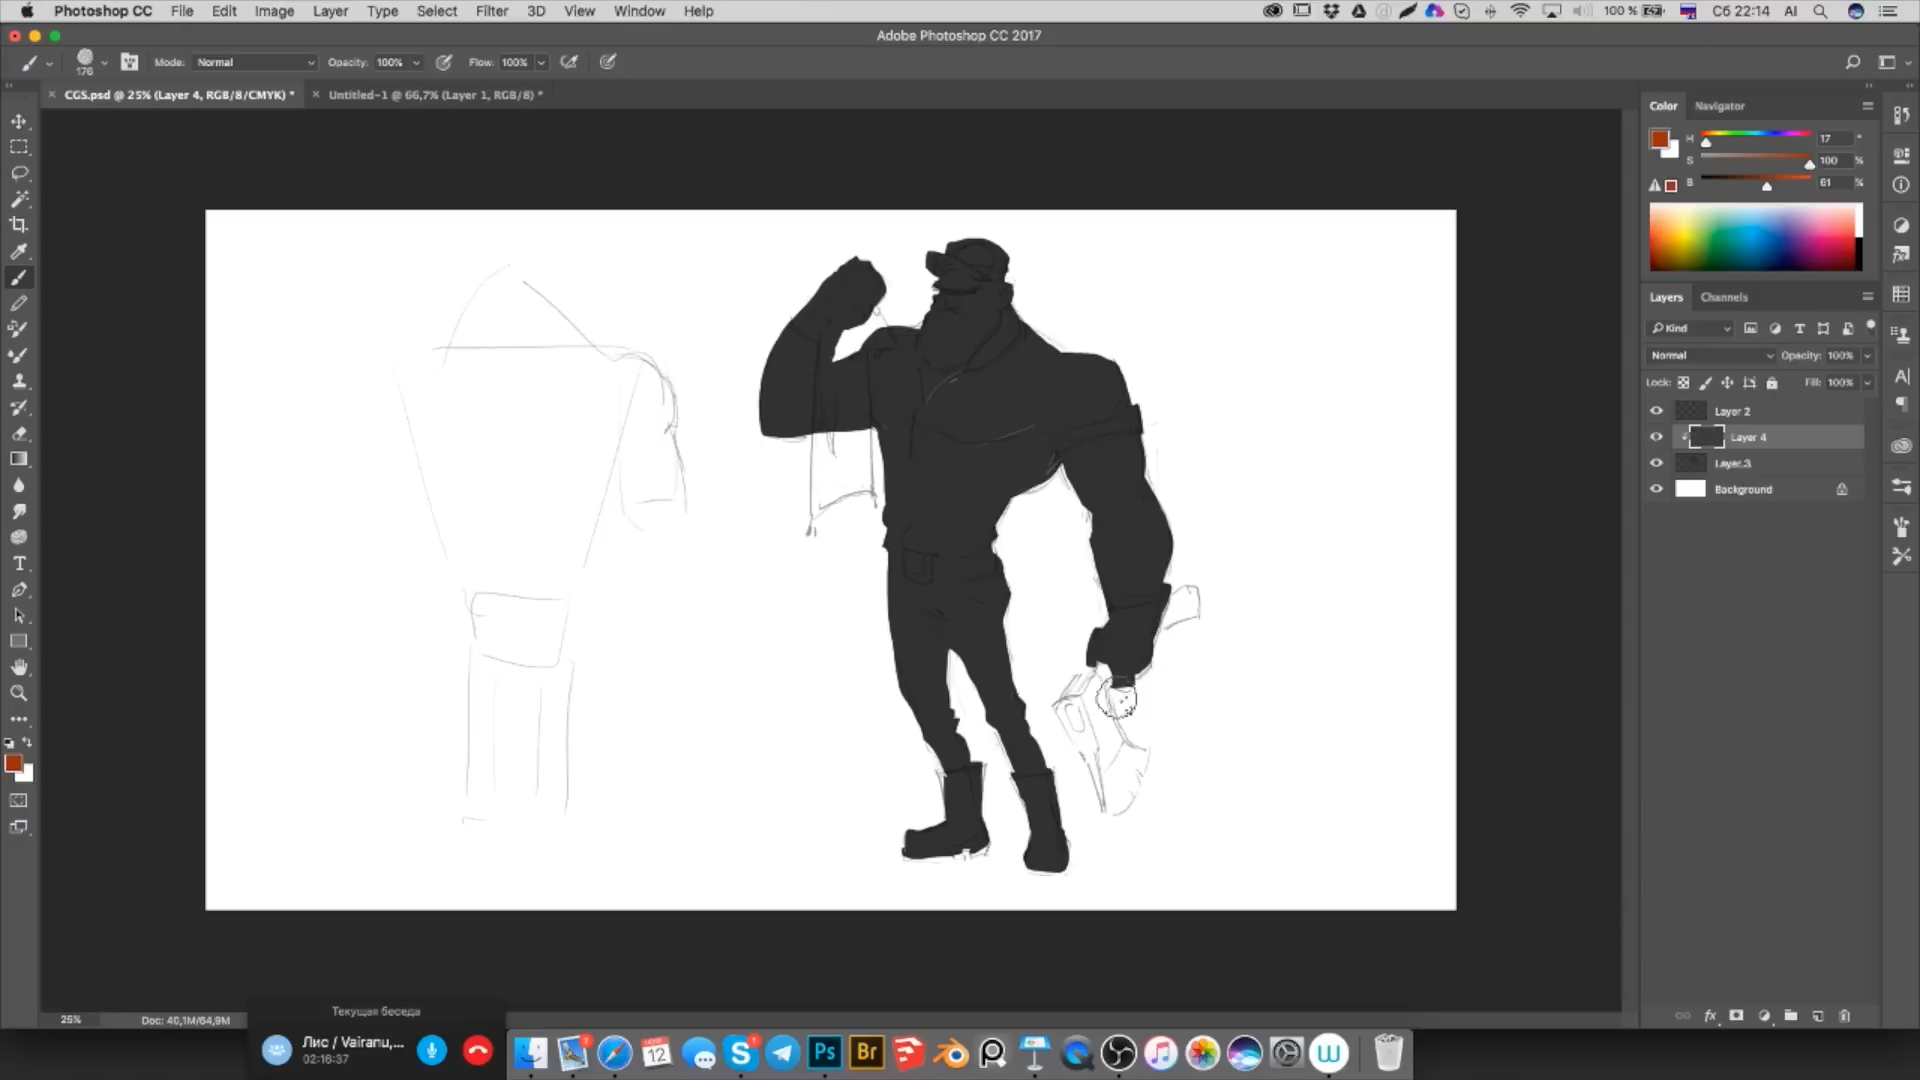 Photoshop CC File Edit Image Layer Type Select Filter 3D View Window Help 100 % Сб 22:14 AI
Adobe Photoshop CC 2017
176 Mode: Normal Opacity: 100% Flow: 100%
CGS.psd @ 25% (Layer 4, RGB/8/CMYK) * Untitled-1 @ 66,7% (Layer 1, RGB/8) *
Color Navigator
H 17 °
S 100 %
B 61 %
Layers Channels
Kind
Normal Opacity: 100%
Lock: Fill: 100%
Layer 2
Layer 4
Layer 3
Background
25% Doc: 40,1M/64,9M
Текущая беседа
Лис / Vairanu,...
02:16:37
12
Ps
Br